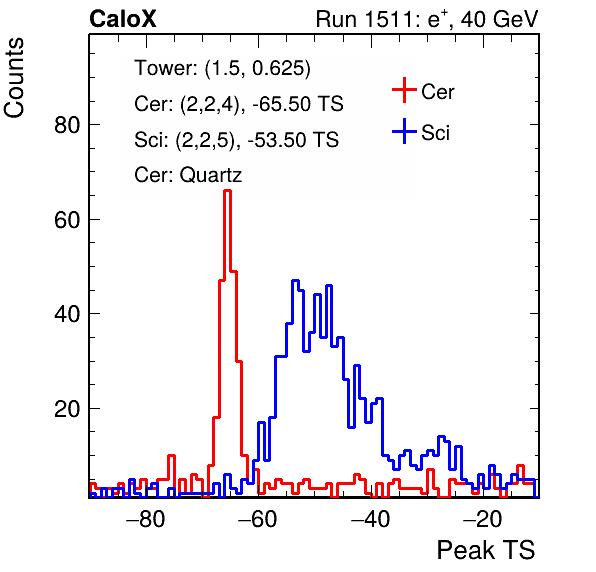 CaloX Run 1511: e⁺, 40 GeV
Counts
Tower: (1.5, 0.625)
Cer: (2,2,4), -65.50 TS
Sci: (2,2,5), -53.50 TS
Cer: Quartz
Cer
Sci
80
60
40
20
−80 −60 −40 −20
Peak TS